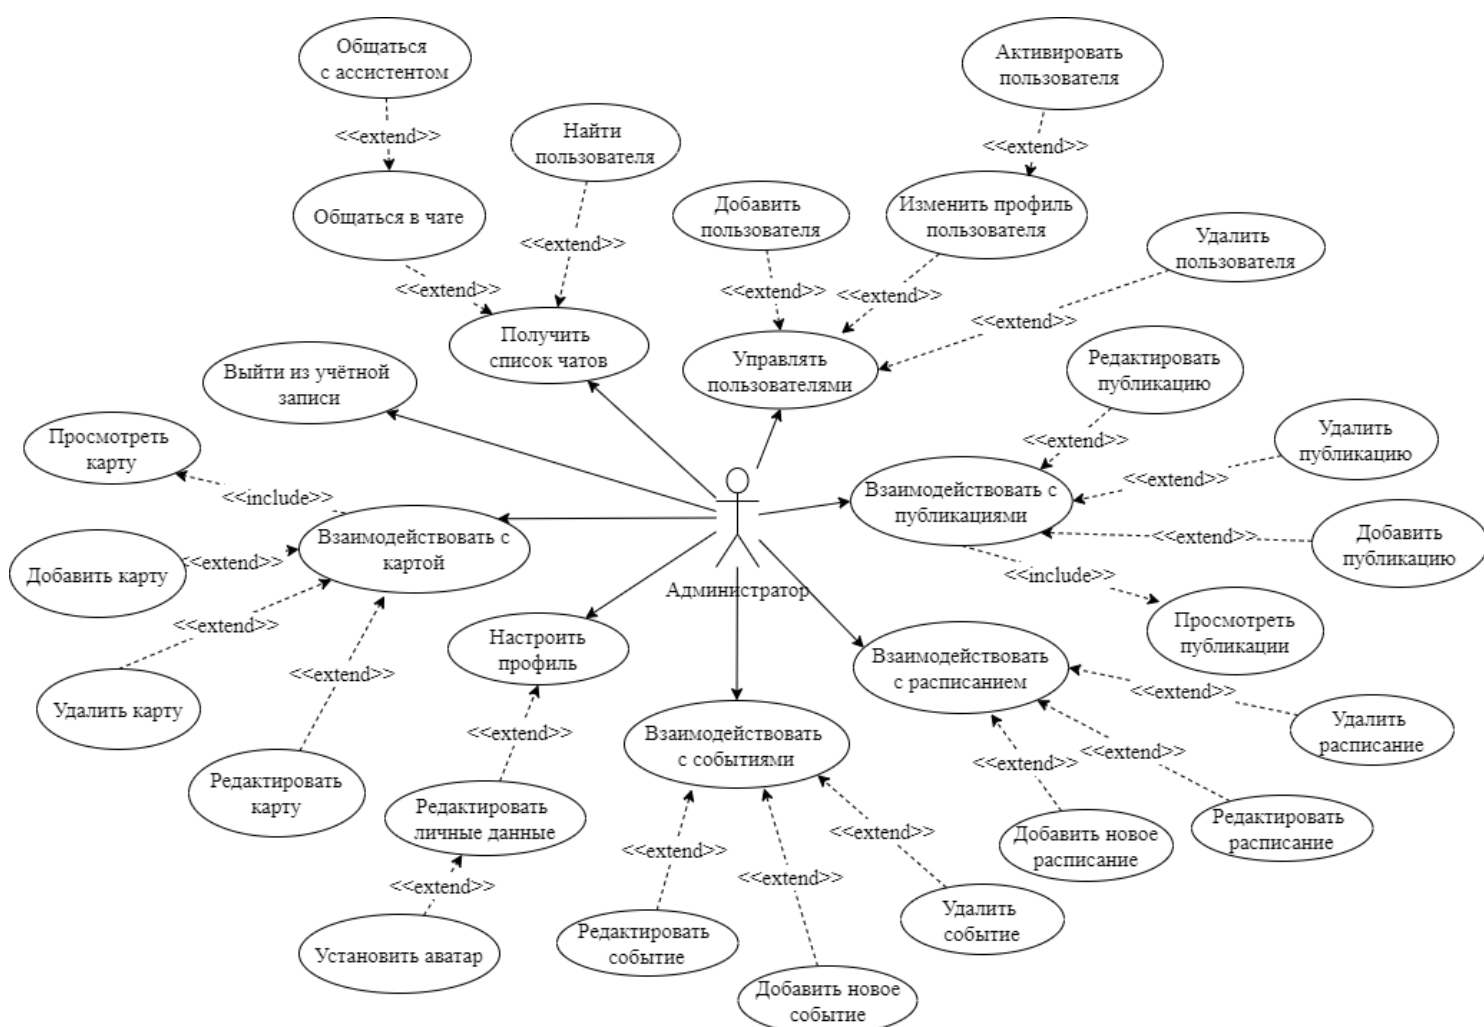 Общаться
с ассистентом
Активировать
пользователя
<<extend>>
Найти
пользователя
<<extend>>
Общаться в чате
Добавить
пользователя
Изменить профиль
пользователя
<<extend>>
Удалить
пользователя
<<extend>>
<<extend>>
<<extend>>
<<extend>>
Получить
список чатов
Управлять
пользователями
Редактировать
публикацию
Выйти из учётной
записи
Просмотреть
карту
<<extend>>
Удалить
публикацию
<<include>>
Взаимодействовать с
публикациями
<<extend>>
Взаимодействовать с
картой
<<extend>>
Добавить
публикацию
Добавить карту
<<extend>>
Администратор
<<include>>
<<extend>>
Настроить
профиль
Просмотреть
публикации
<<extend>>
Взаимодействовать
с расписанием
<<extend>>
Удалить карту
<<extend>>
Взаимодействовать
с событиями
<<extend>>
<<extend>>
Удалить
расписание
Редактировать
карту
Редактировать
личные данные
<<extend>>
<<extend>>
Добавить новое
расписание
Редактировать
расписание
<<extend>>
<<extend>>
Установить аватар
Редактировать
событие
Удалить
событие
Добавить новое
событие